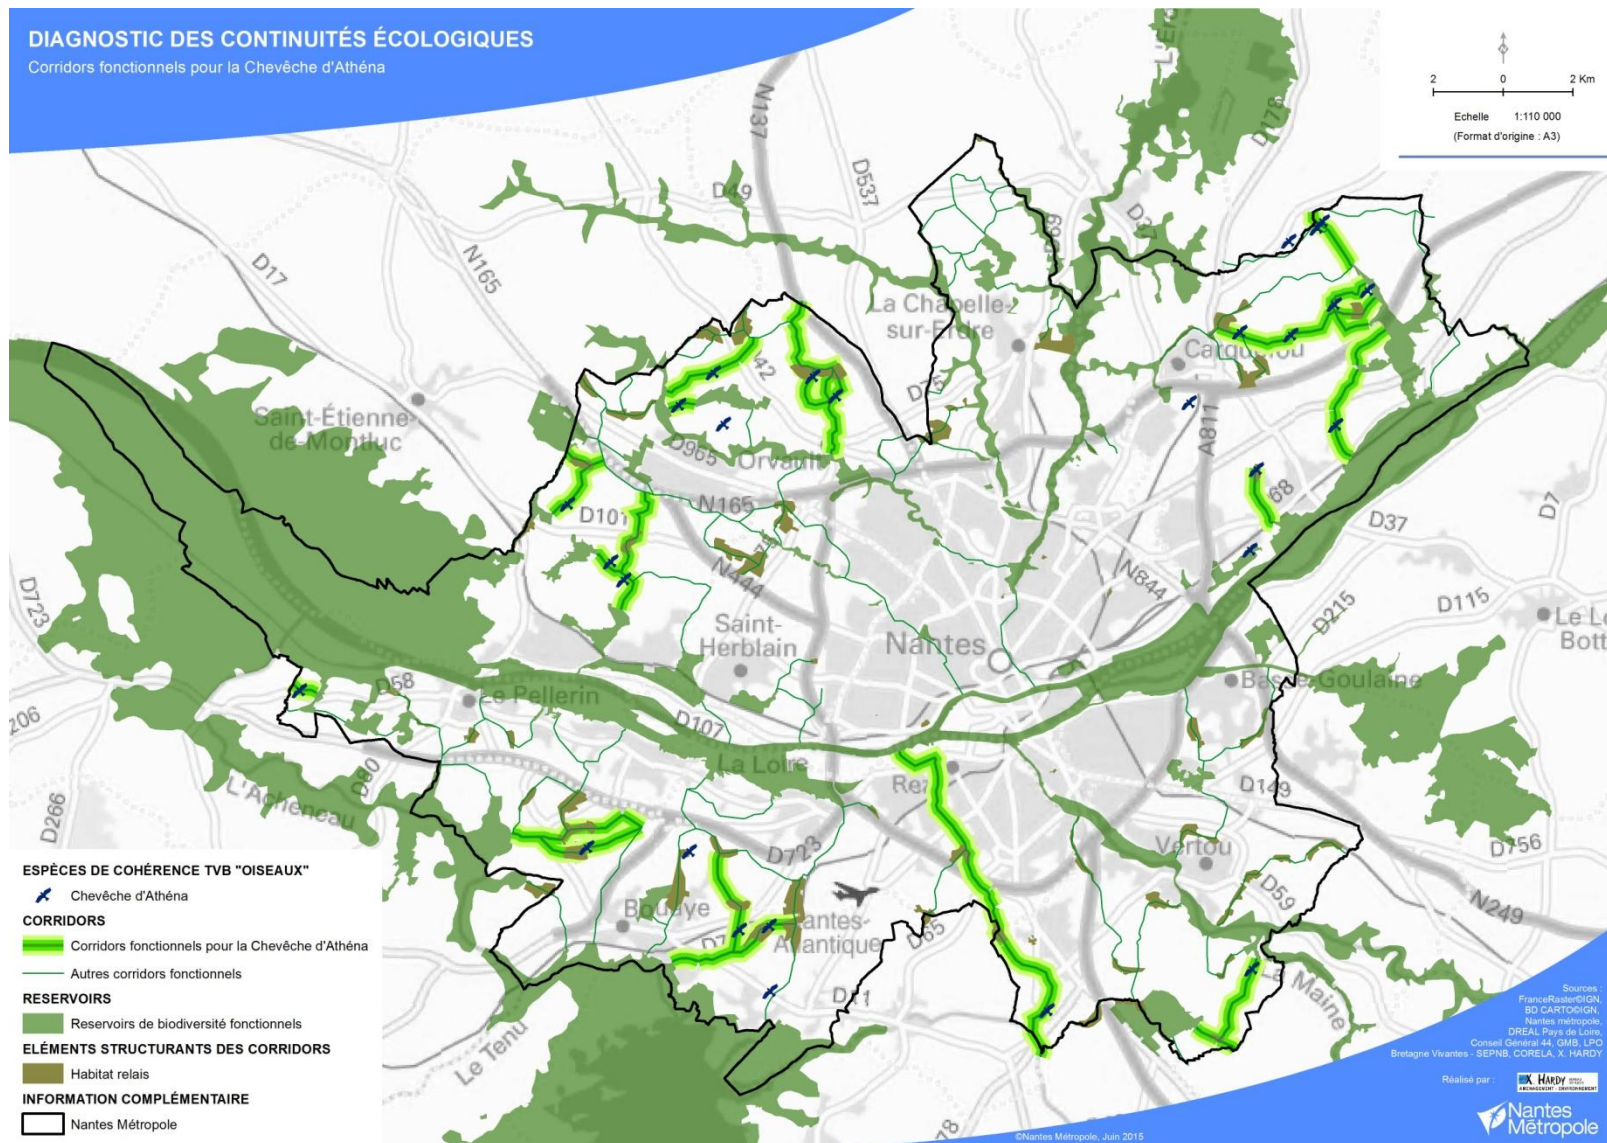 DIAGNOSTIC DES CONTINUITÉS ÉCOLOGIQUES
Corridors fonctionnels pour la Chevêche d'Athéna
2 0 2 Km
Echelle 1:110 000
(Format d'origine : A3)
N137
D178
D537
D49
D37
D17
N165
La Chapelle-
sur-Erdre
Carquefou
D75
Saint-Étienne-
de-Montluc
D965
Orvault
A811
N165
D101
D37
D7
N444
N844
D723
D215
D115
Saint-
Herblain
Nantes
D58
Le Pellerin
Basse-Goulaine
D107
La Loire
D80
L'Acheneau
D266
D149
D723
Vertou
D756
D59
N249
Bouaye
Nantes-
Atlantique
D65
D11
Maine
Le Tenu
ESPÈCES DE COHÉRENCE TVB "OISEAUX"
Chevêche d'Athéna
CORRIDORS
Corridors fonctionnels pour la Chevêche d'Athéna
Autres corridors fonctionnels
RESERVOIRS
Reservoirs de biodiversité fonctionnels
ELÉMENTS STRUCTURANTS DES CORRIDORS
Habitat relais
INFORMATION COMPLÉMENTAIRE
Nantes Métropole
Sources :
FranceRaster©IGN,
BD CARTO©IGN,
Nantes métropole,
DREAL Pays de Loire,
Conseil Général 44, GMB, LPO
Bretagne Vivantes - SEPNB, CORELA, X. HARDY
Réalisé par :
X. HARDY
Nantes
Métropole
©Nantes Métropole, Juin 2015